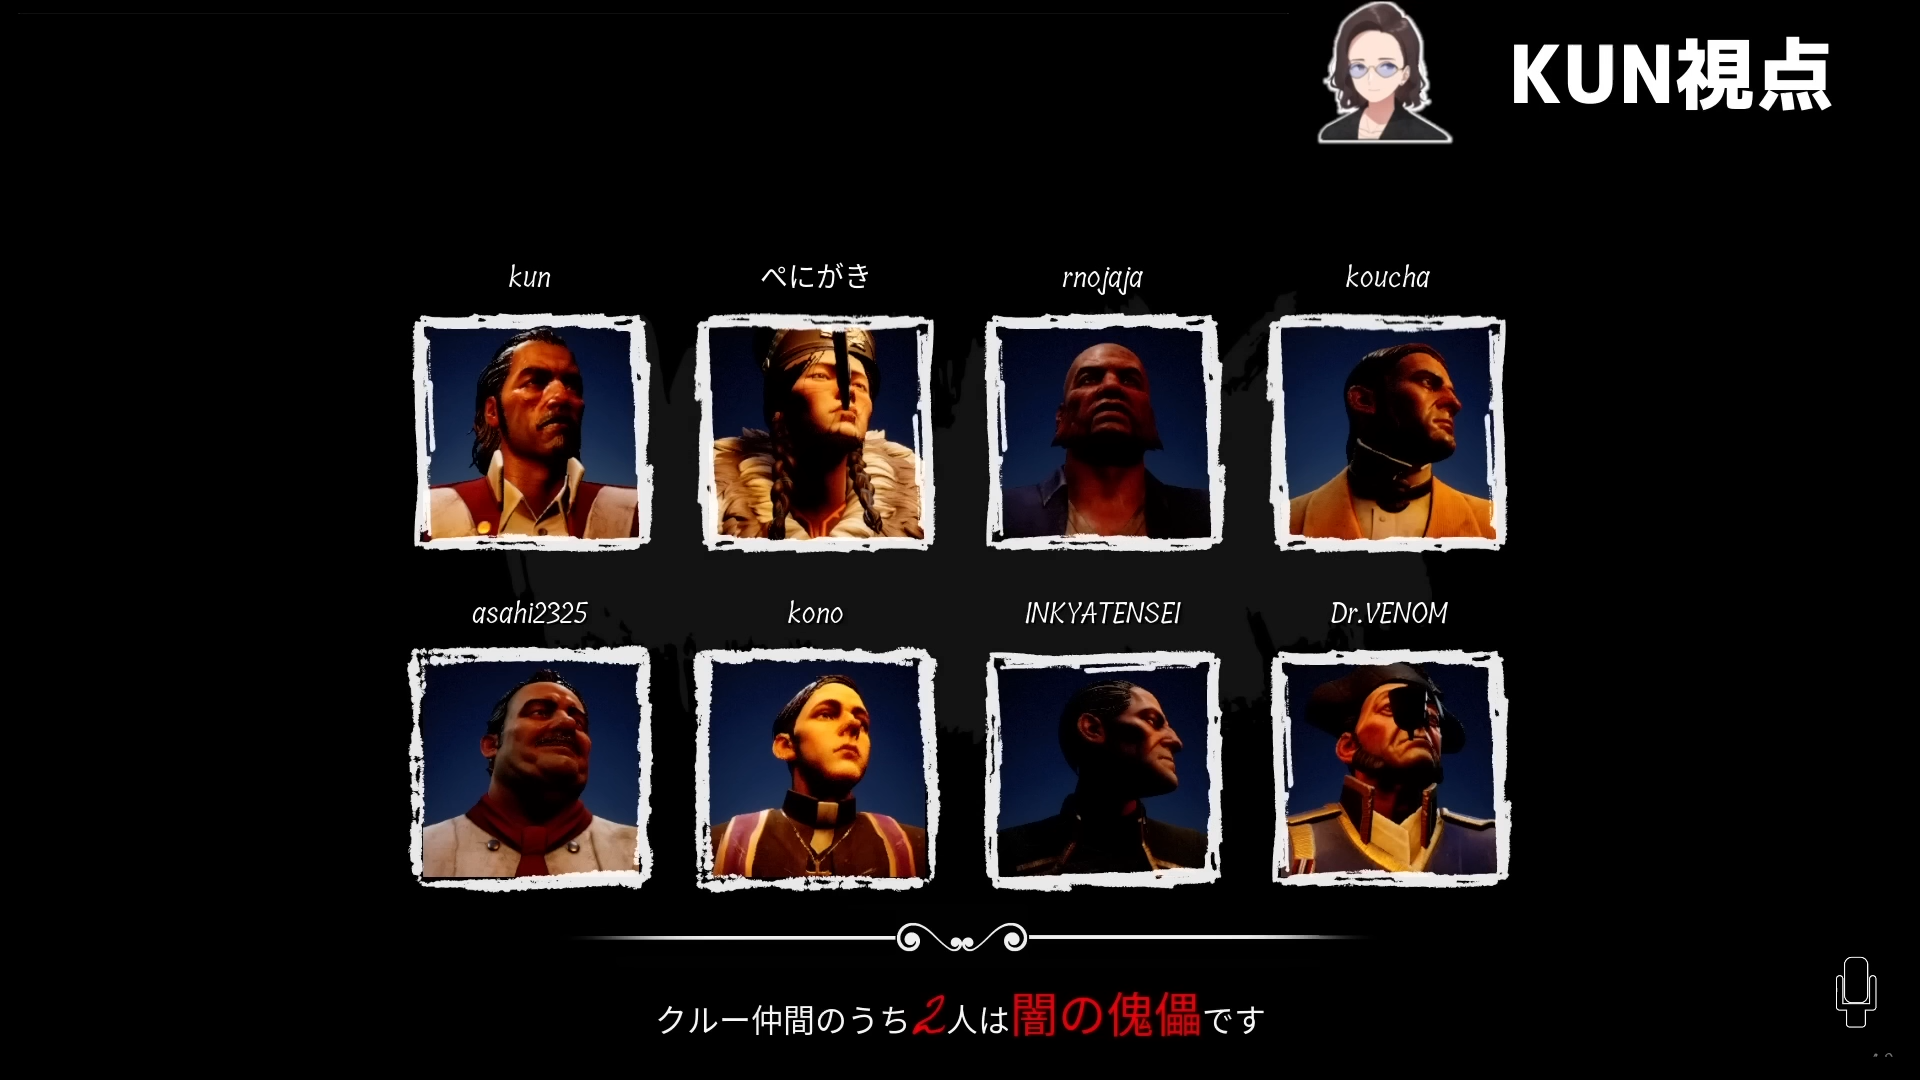 KUN視点
kun
ぺにがき
rnojaja
koucha
asahi2325
kono
INKYATENSEI
Dr.VENOM
クルー仲間のうち2人は闇の傀儡です